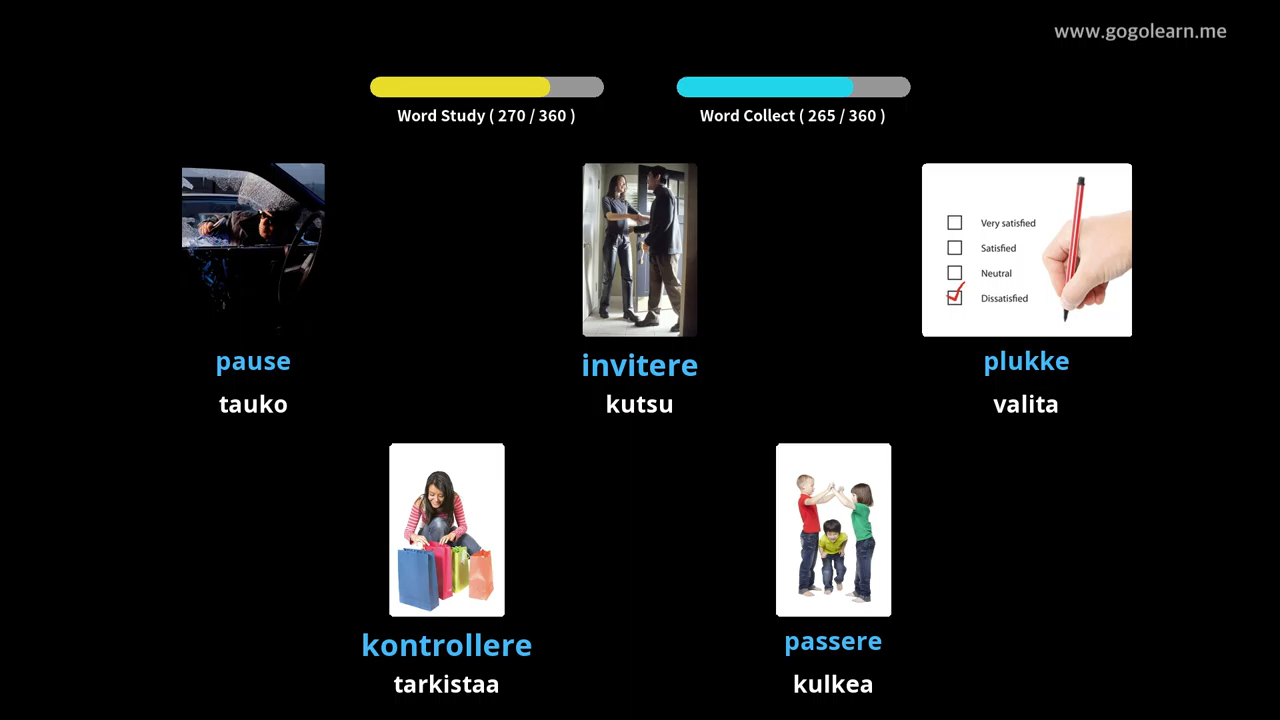 www.gogolearn.me
Word Study ( 270 / 360 )
Word Collect ( 265 / 360 )
Very satisfied
Satisfied
Neutral
Dissatisfied
pause
invitere
plukke
tauko
kutsu
valita
kontrollere
passere
tarkistaa
kulkea